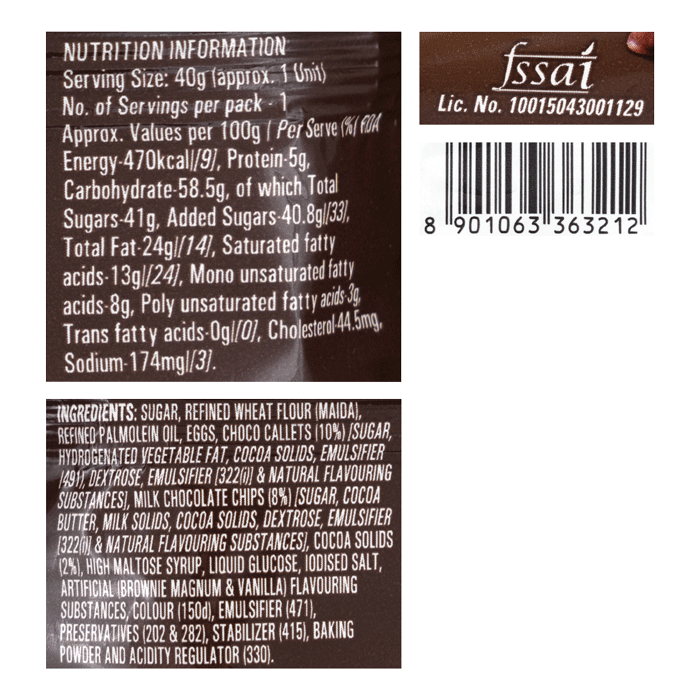 NUTRITION INFORMATION
Serving Size: 40g (approx. 1 Unit)
No. of Servings per pack - 1
Approx. Values per 100g | Per Serve (%) RDA
Energy-470kcal|[9], Protein-5g,
Carbohydrate-58.5g, of which Total
Sugars-41g, Added Sugars-40.8g|[33],
Total Fat-24g|[14], Saturated fatty
acids-13g|[24], Mono unsaturated fatty
acids-8g, Poly unsaturated fatty acids-3g,
Trans fatty acids-0g|[0], Cholesterol-44.5mg,
Sodium-174mg|[3].
fssai
Lic. No. 10015043001129
8 901063 363212
INGREDIENTS: SUGAR, REFINED WHEAT FLOUR (MAIDA),
REFINED PALMOLEIN OIL, EGGS, CHOCO CALLETS (10%) [SUGAR,
HYDROGENATED VEGETABLE FAT, COCOA SOLIDS, EMULSIFIER
(491), DEXTROSE, EMULSIFIER [322(i)] & NATURAL FLAVOURING
SUBSTANCES], MILK CHOCOLATE CHIPS (8%) [SUGAR, COCOA
BUTTER, MILK SOLIDS, COCOA SOLIDS, DEXTROSE, EMULSIFIER
[322(i)] & NATURAL FLAVOURING SUBSTANCES], COCOA SOLIDS
(2%), HIGH MALTOSE SYRUP, LIQUID GLUCOSE, IODISED SALT,
ARTIFICIAL (BROWNIE MAGNUM & VANILLA) FLAVOURING
SUBSTANCES, COLOUR (150d), EMULSIFIER (471),
PRESERVATIVES (202 & 282), STABILIZER (415), BAKING
POWDER AND ACIDITY REGULATOR (330).